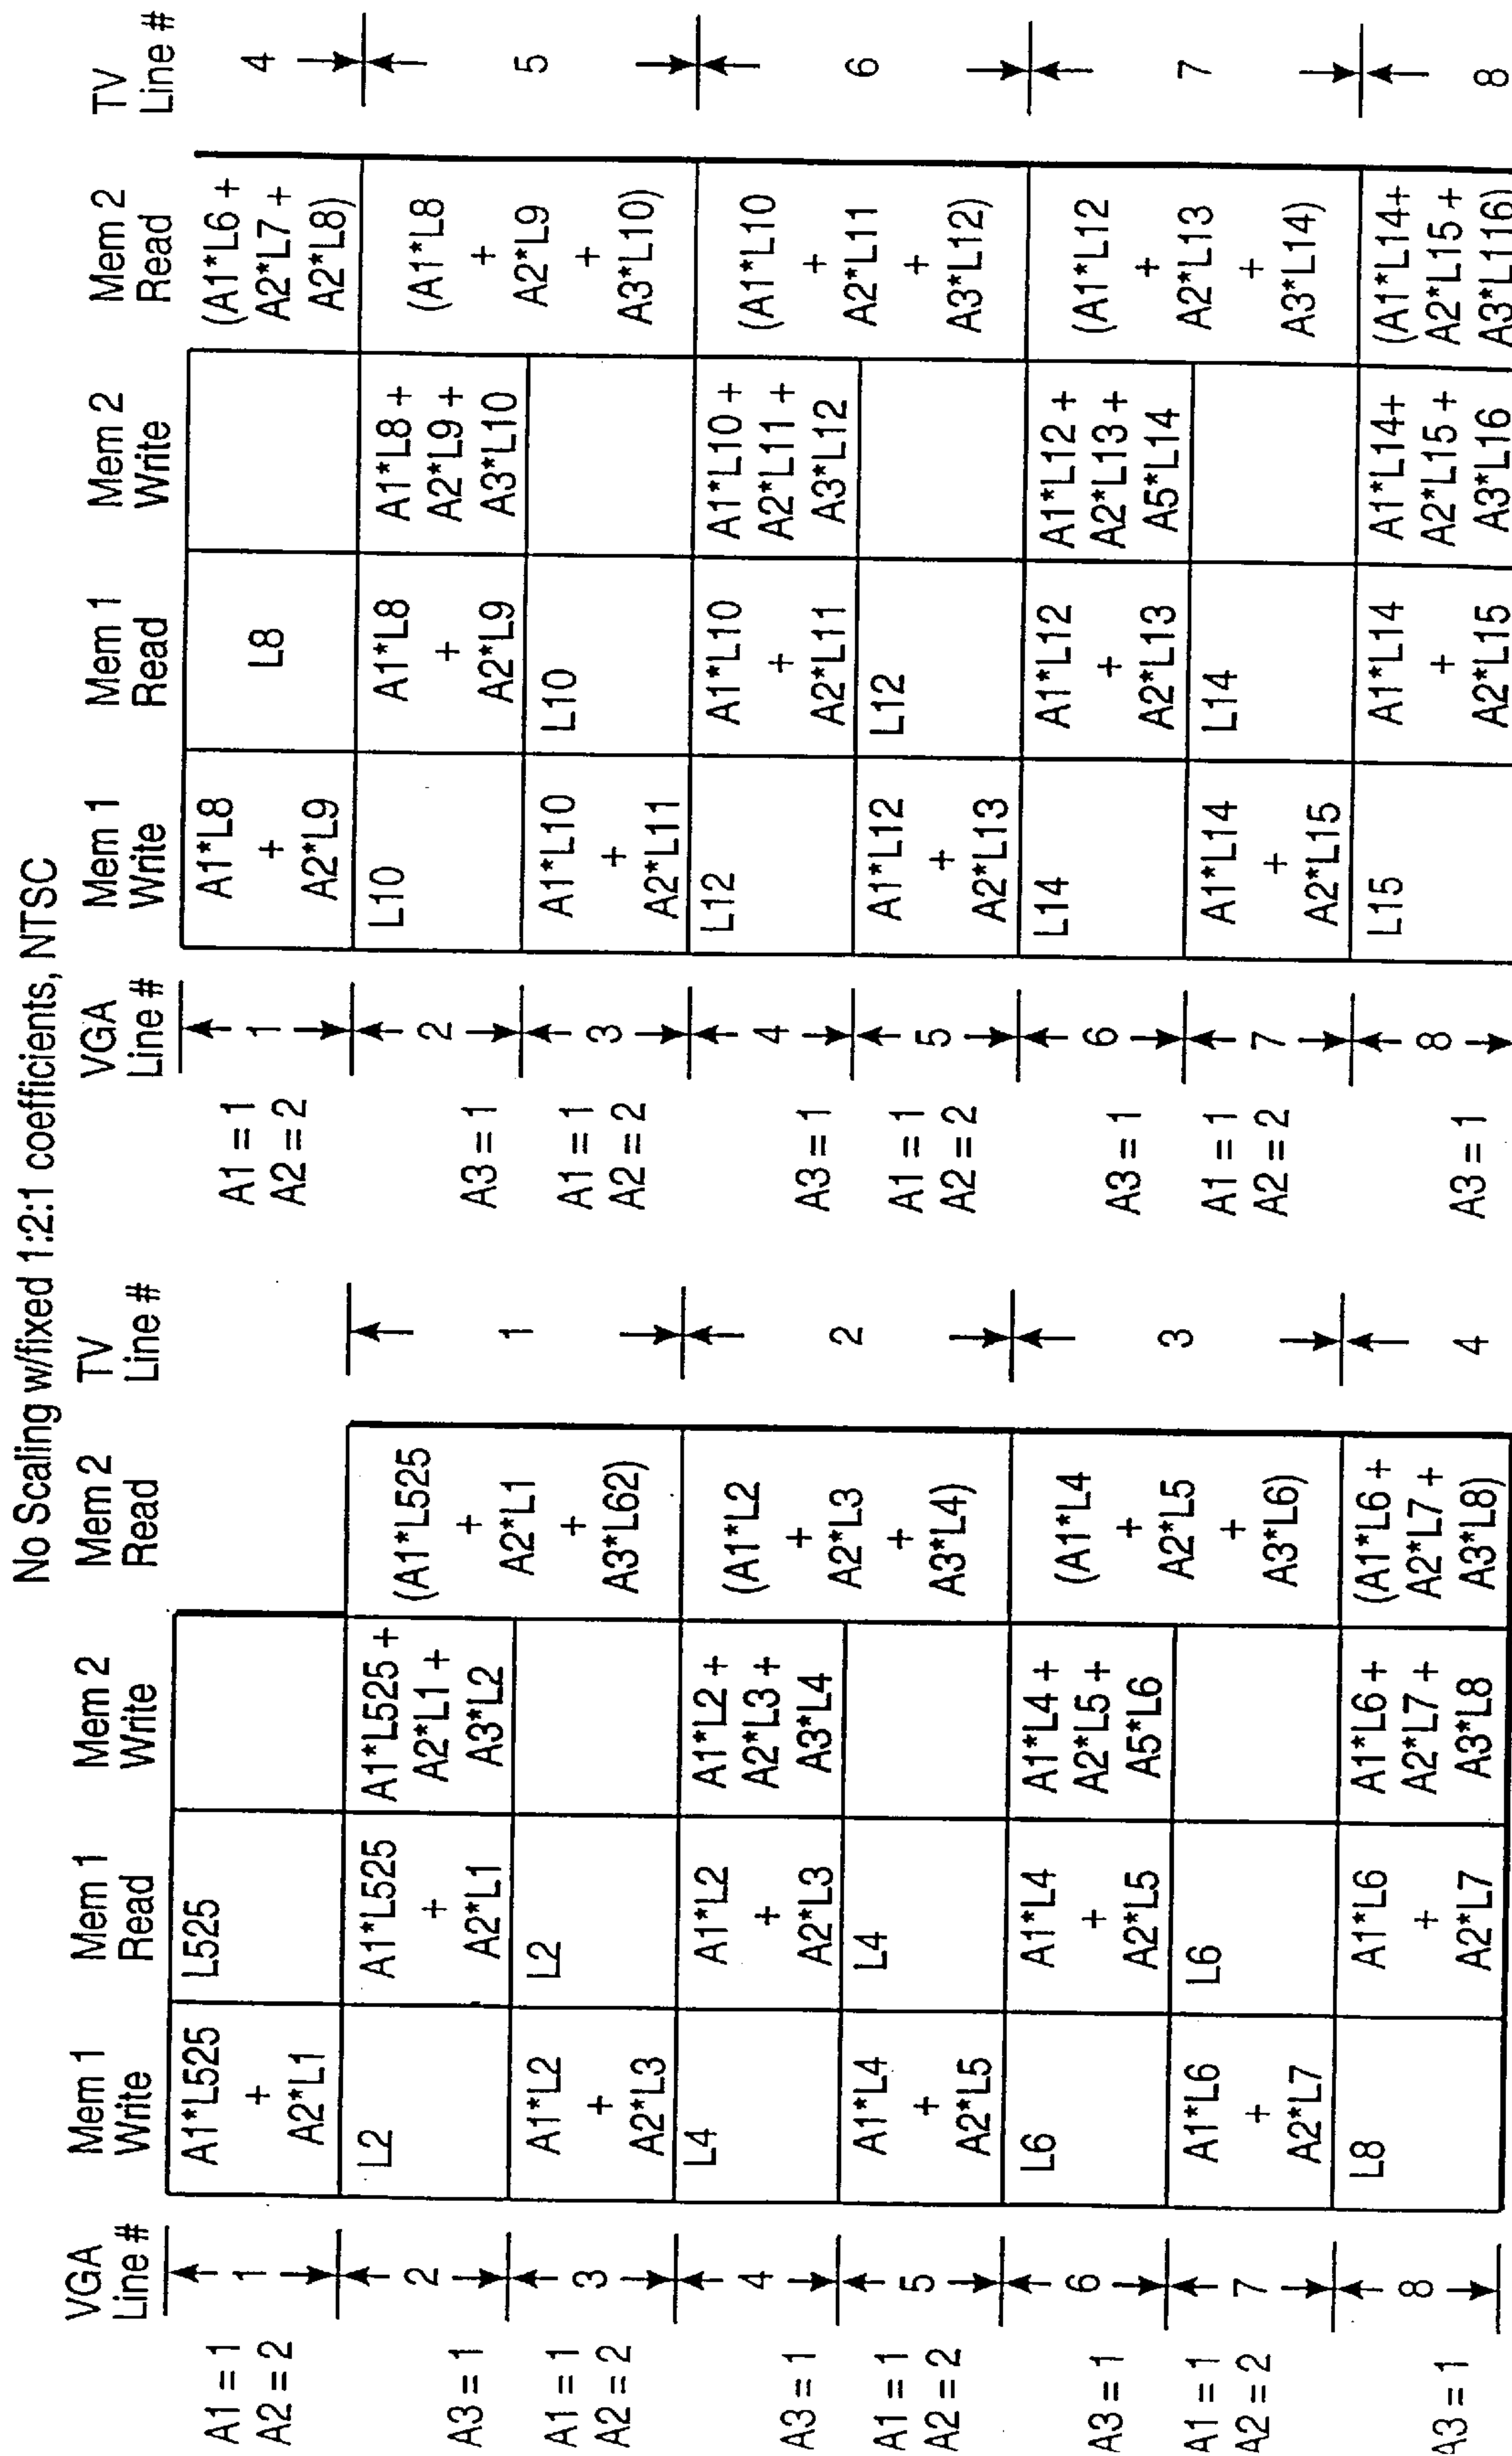 No Scaling w/fixed 1:2:1 coefficients, NTSC
VGA
Line #
Mem 1
Write
Mem 1
Read
Mem 2
Write
Mem 2
Read
TV
Line #
A1 = 1
A2 = 2
1
A1*L525
+
A2*L1
L525
A3 = 1
2
L2
A1*L525
+
A2*L1
A1*L525 +
A2*L1 +
A3*L2
(A1*L525
+
A2*L1
+
A3*L62)
1
A1 = 1
A2 = 2
3
A1*L2
+
A2*L3
L2
A3 = 1
4
L4
A1*L2
+
A2*L3
A1*L2 +
A2*L3 +
A3*L4
(A1*L2
+
A2*L3
+
A3*L4)
2
A1 = 1
A2 = 2
5
A1*L4
+
A2*L5
L4
A3 = 1
6
L6
A1*L4
+
A2*L5
A1*L4 +
A2*L5 +
A5*L6
(A1*L4
+
A2*L5
+
A3*L6)
3
A1 = 1
A2 = 2
7
A1*L6
+
A2*L7
L6
A3 = 1
8
L8
A1*L6
+
A2*L7
A1*L6 +
A2*L7 +
A3*L8
(A1*L6 +
A2*L7 +
A3*L8)
4
VGA
Line #
Mem 1
Write
Mem 1
Read
Mem 2
Write
Mem 2
Read
TV
Line #
A1 = 1
A2 = 2
1
A1*L8
+
A2*L9
L8
(A1*L6 +
A2*L7 +
A2*L8)
4
A3 = 1
2
L10
A1*L8
+
A2*L9
A1*L8 +
A2*L9 +
A3*L10
(A1*L8
+
A2*L9
+
A3*L10)
5
A1 = 1
A2 = 2
3
A1*L10
+
A2*L11
L10
A3 = 1
4
L12
A1*L10
+
A2*L11
A1*L10 +
A2*L11 +
A3*L12
(A1*L10
+
A2*L11
+
A3*L12)
6
A1 = 1
A2 = 2
5
A1*L12
+
A2*L13
L12
A3 = 1
6
L14
A1*L12
+
A2*L13
A1*L12 +
A2*L13 +
A5*L14
(A1*L12
+
A2*L13
+
A3*L14)
7
A1 = 1
A2 = 2
7
A1*L14
+
A2*L15
L14
A3 = 1
8
L15
A1*L14
+
A2*L15
A1*L14+
A2*L15 +
A3*L16
(A1*L14+
A2*L15 +
A3*L116)
8